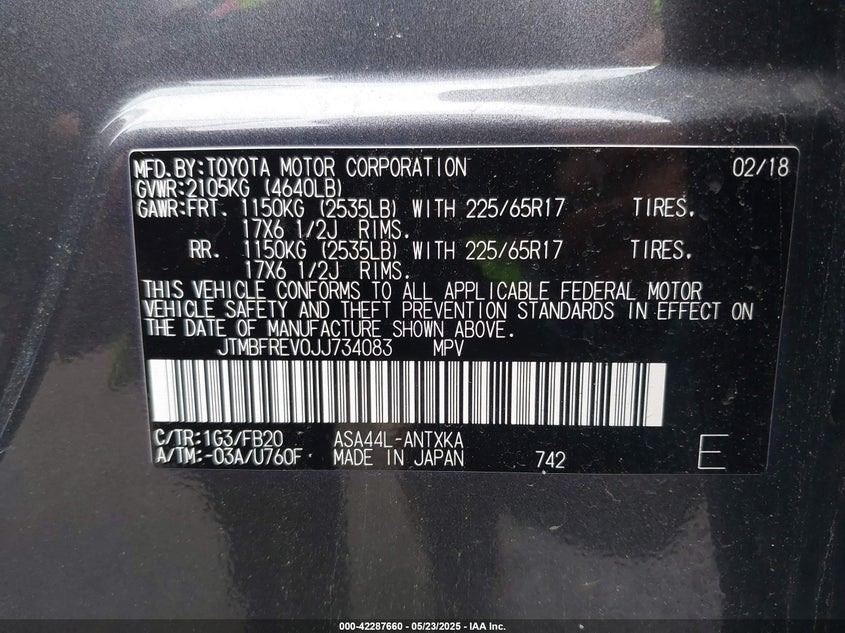 MFD.BY:TOYOTA MOTOR CORPORATION 02/18
GVWR:2105KG (4640LB)
GAWR:FRT. 1150KG (2535LB) WITH 225/65R17 TIRES.
17X6 1/2J RIMS.
RR. 1150KG (2535LB) WITH 225/65R17 TIRES.
17X6 1/2J RIMS.
THIS VEHICLE CONFORMS TO ALL APPLICABLE FEDERAL MOTOR
VEHICLE SAFETY AND THEFT PREVENTION STANDARDS IN EFFECT ON
THE DATE OF MANUFACTURE SHOWN ABOVE.
JTMBFREV0JJ734083 MPV
C/TR:1G3/FB20 ASA44L-ANTXKA
A/TM:-03A/U760F MADE IN JAPAN 742 E
000-42287660 - 05/23/2025 - IAA Inc.